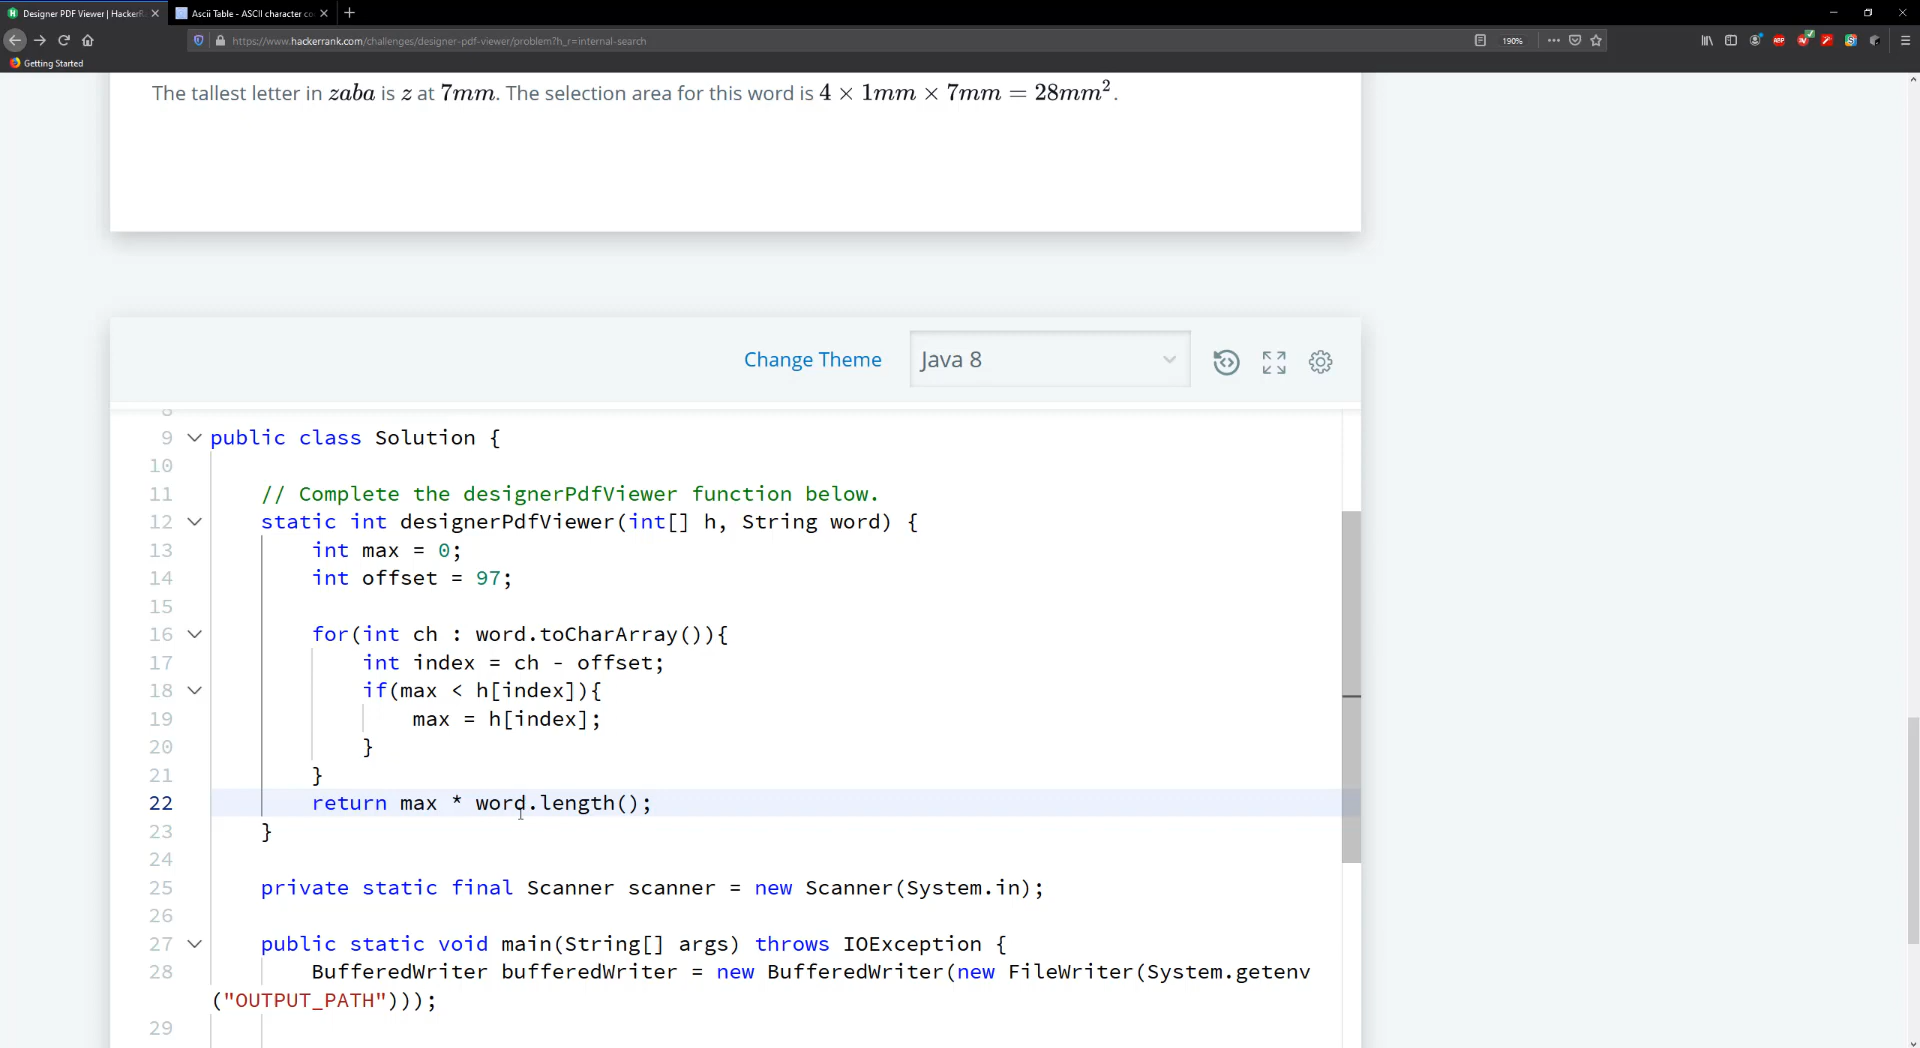 Designer PDF Viewer | HackerR
Ascii Table - ASCII character co
https://www.hackerrank.com/challenges/designer-pdf-viewer/problem?h_r=internal-search
190%
Getting Started
The tallest letter in zaba is z at 7mm. The selection area for this word is 4 × 1mm × 7mm = 28mm².
Change Theme
Java 8
8
9 public class Solution {
10
11 // Complete the designerPdfViewer function below.
12 static int designerPdfViewer(int[] h, String word) {
13 int max = 0;
14 int offset = 97;
15
16 for(int ch : word.toCharArray()){
17 int index = ch - offset;
18 if(max < h[index]){
19 max = h[index];
20 }
21 }
22 return max * word.length();
23 }
24
25 private static final Scanner scanner = new Scanner(System.in);
26
27 public static void main(String[] args) throws IOException {
28 BufferedWriter bufferedWriter = new BufferedWriter(new FileWriter(System.getenv
("OUTPUT_PATH")));
29